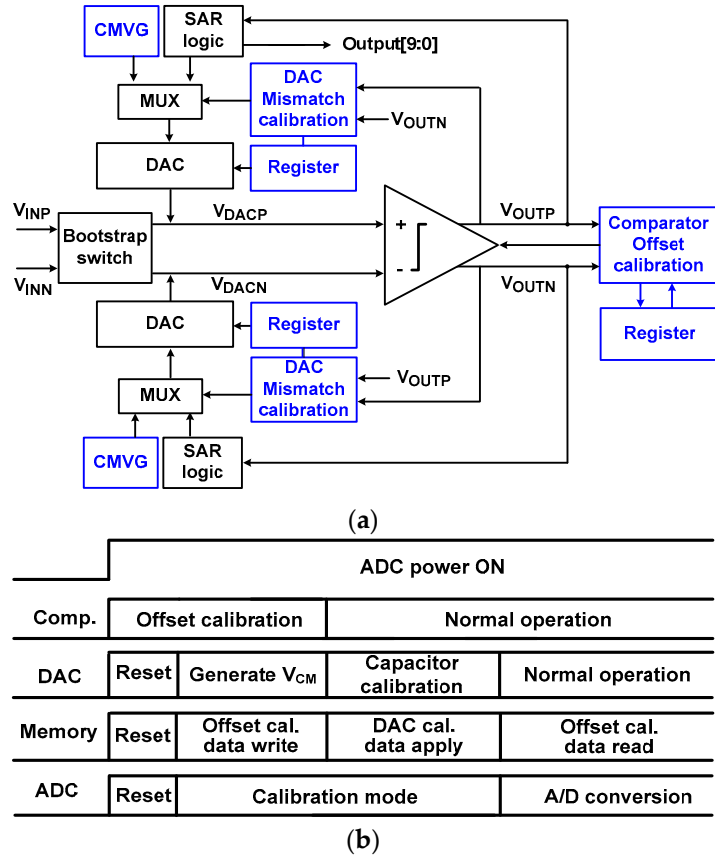 CMVG
SAR
logic
Output[9:0]
MUX
DAC
Mismatch
calibration
VOUTN
DAC
Register
VINP
VDACP
VOUTP
Bootstrap
switch
+
-
Comparator
Offset
calibration
VINN
VDACN
VOUTN
DAC
Register
Register
MUX
DAC
Mismatch
calibration
VOUTP
CMVG
SAR
logic
(a)
ADC power ON
Comp.
Offset calibration
Normal operation
DAC
Reset
Generate VCM
Capacitor
calibration
Normal operation
Memory
Reset
Offset cal.
data write
DAC cal.
data apply
Offset cal.
data read
ADC
Reset
Calibration mode
A/D conversion
(b)